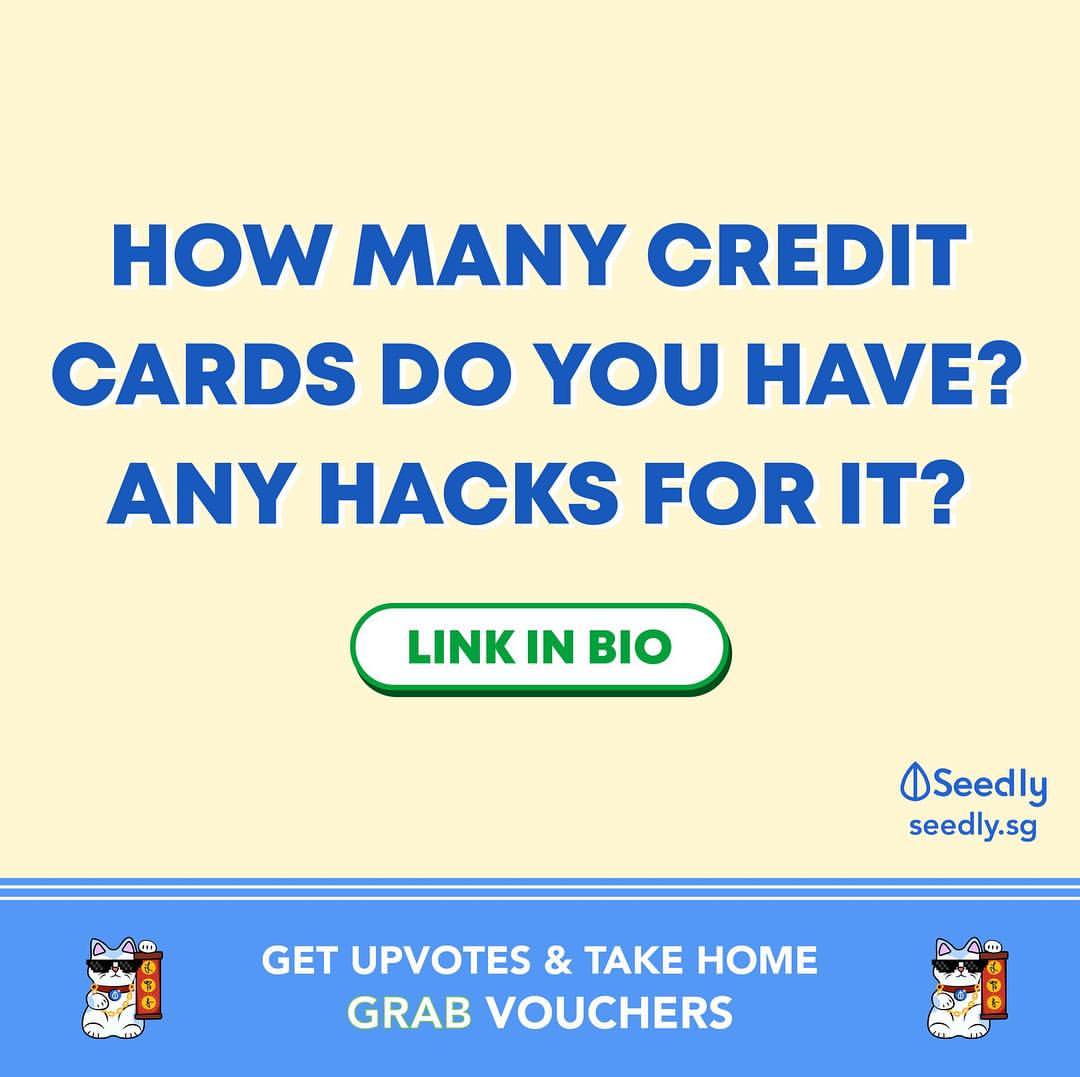 HOW MANY CREDIT
CARDS DO YOU HAVE?
ANY HACKS FOR IT?
LINK IN BIO
Seedly
seedly.sg
GET UPVOTES & TAKE HOME
GRAB VOUCHERS